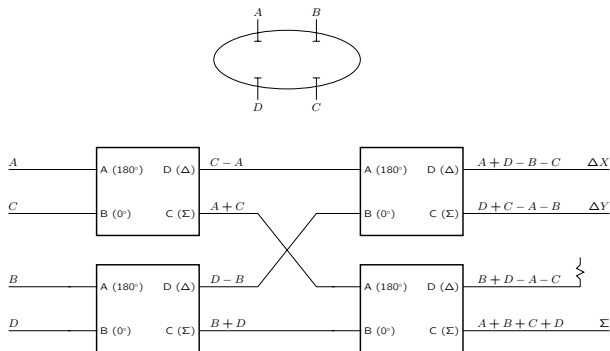 A B
D C
A A (180°) D (Δ) C − A A (180°) D (Δ) A + D - B - C ΔX
C B (0°) C (Σ) A + C B (0°) C (Σ) D + C - A - B ΔY
B A (180°) D (Δ) D − B A (180°) D (Δ) B + D - A - C
D B (0°) C (Σ) B + D B (0°) C (Σ) A + B + C + D Σ